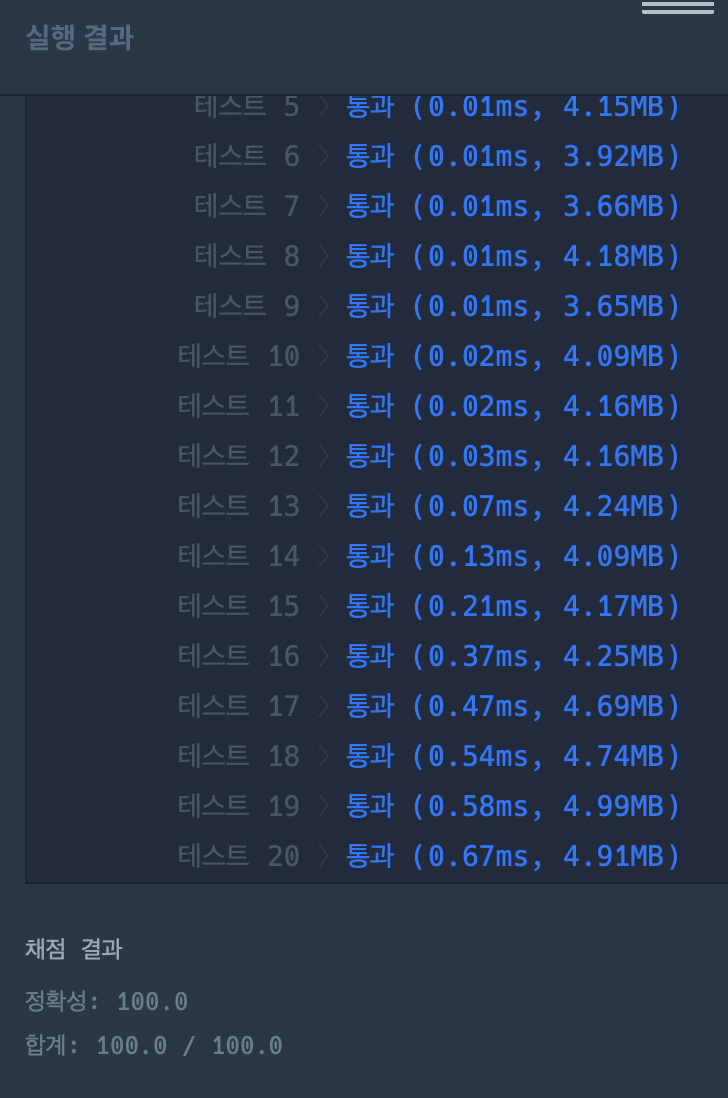 실행 결과
테스트 5 > 통과 (0.01ms, 4.15MB)
테스트 6 > 통과 (0.01ms, 3.92MB)
테스트 7 > 통과 (0.01ms, 3.66MB)
테스트 8 > 통과 (0.01ms, 4.18MB)
테스트 9 > 통과 (0.01ms, 3.65MB)
테스트 10 > 통과 (0.02ms, 4.09MB)
테스트 11 > 통과 (0.02ms, 4.16MB)
테스트 12 > 통과 (0.03ms, 4.16MB)
테스트 13 > 통과 (0.07ms, 4.24MB)
테스트 14 > 통과 (0.13ms, 4.09MB)
테스트 15 > 통과 (0.21ms, 4.17MB)
테스트 16 > 통과 (0.37ms, 4.25MB)
테스트 17 > 통과 (0.47ms, 4.69MB)
테스트 18 > 통과 (0.54ms, 4.74MB)
테스트 19 > 통과 (0.58ms, 4.99MB)
테스트 20 > 통과 (0.67ms, 4.91MB)
채점 결과
정확성: 100.0
합계: 100.0 / 100.0